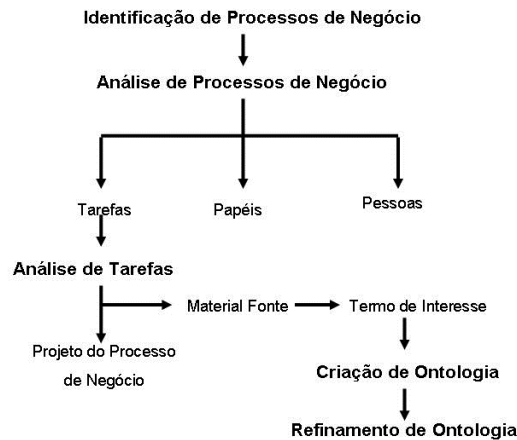 Identificação de Processos de Negócio
Análise de Processos de Negócio
Tarefas
Papéis
Pessoas
Análise de Tarefas
Material Fonte
Termo de Interesse
Projeto do Processo
de Negócio
Criação de Ontologia
Refinamento de Ontologia